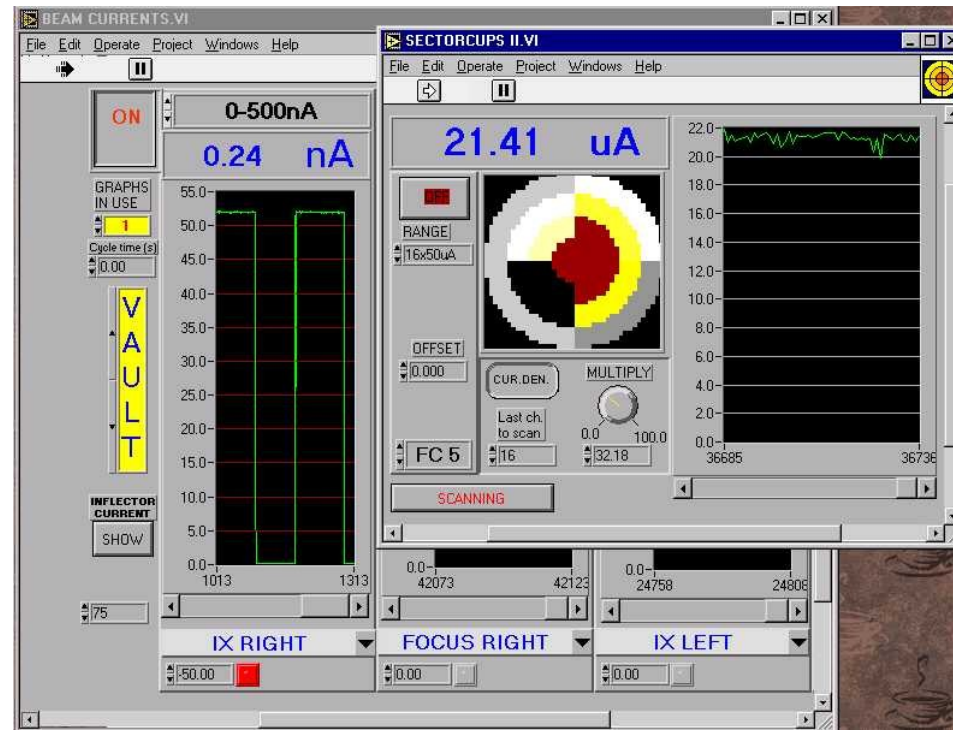 BEAM CURRENTS.VI
File Edit Operate Project Windows Help
ON
0-500nA
0.24 nA
GRAPHS
IN USE
1
Cycle time (s)
0.00
VAULT
INFLECTOR
CURRENT
SHOW
75
55.0
50.0
45.0
40.0
35.0
30.0
25.0
20.0
15.0
10.0
5.0
0.0
1013 1313
IX RIGHT
-50.00
SECTORCUPS II.VI
File Edit Operate Project Windows Help
21.41 uA
OFF
RANGE
16x50uA
OFFSET
0.000
FC 5
CUR.DEN.
Last ch.
to scan
16
MULTIPLY
0.0 100.0
32.18
SCANNING
22.0
20.0
18.0
16.0
14.0
12.0
10.0
8.0
6.0
4.0
2.0
0.0
36685 36736
0.0
42073 42123
FOCUS RIGHT
0.00
0.0
24758 24808
IX LEFT
0.00